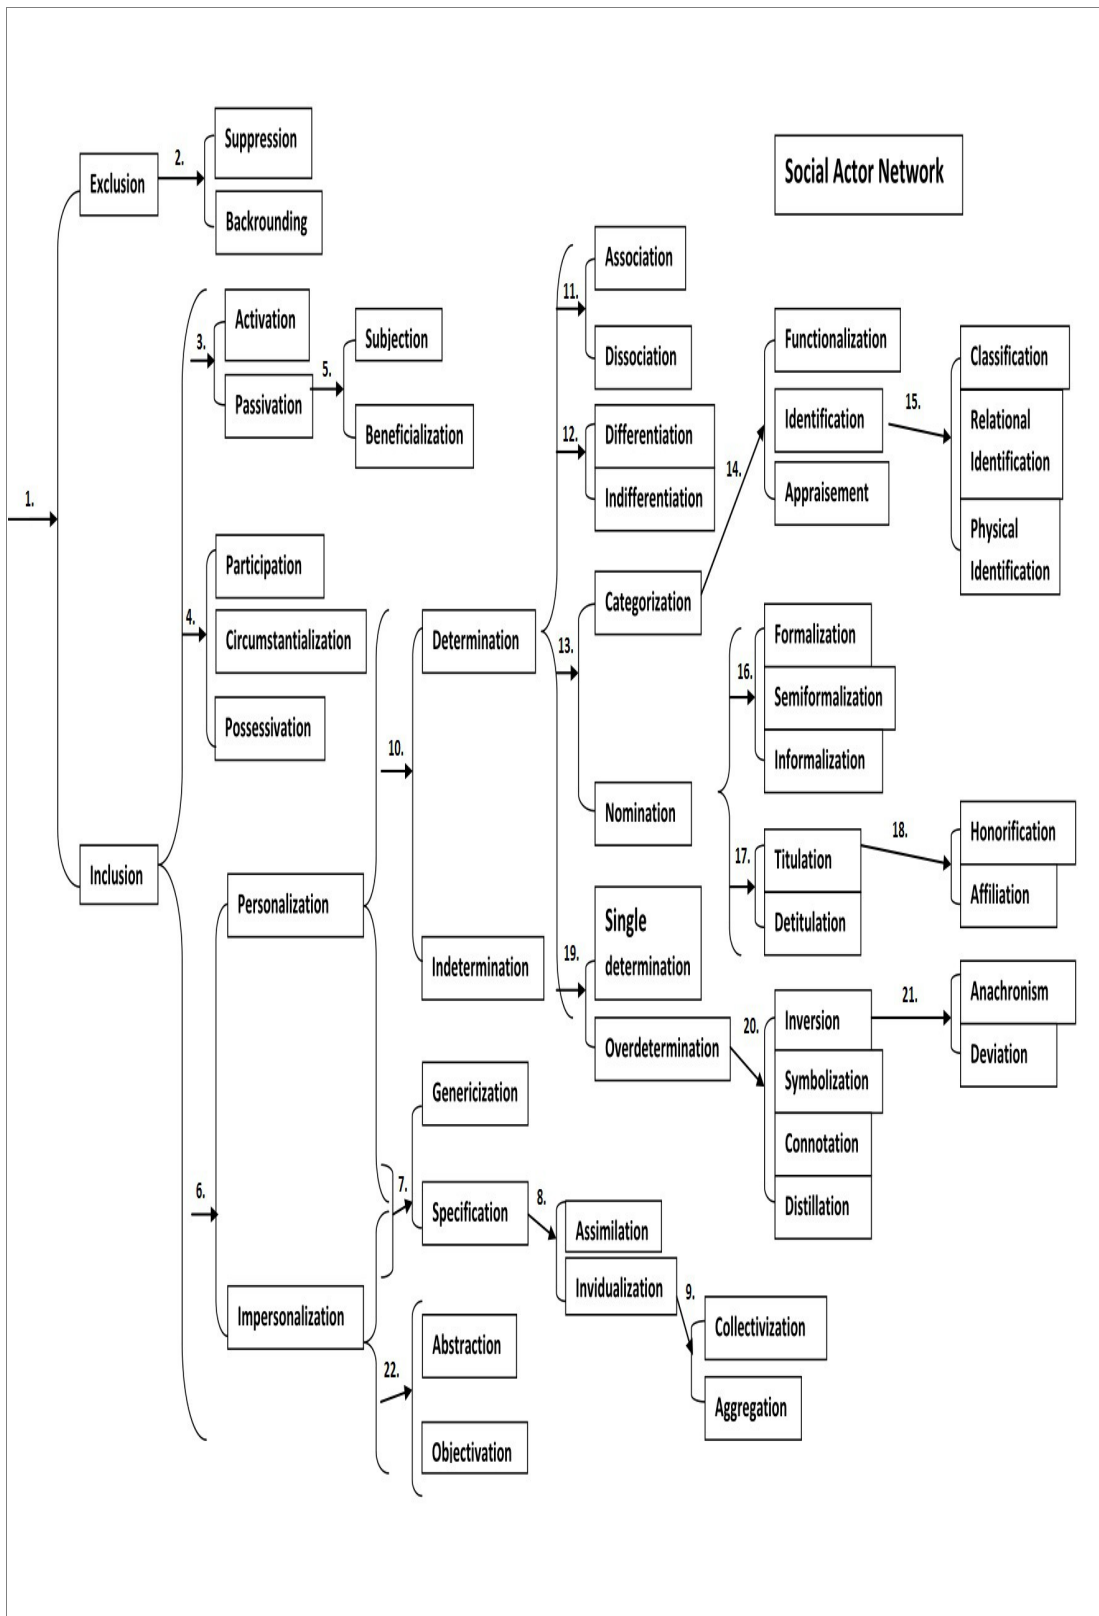 Social Actor Network
1.
Exclusion
2.
Suppression
Backrounding
Inclusion
3.
Activation
Passivation
5.
Subjection
Beneficialization
4.
Participation
Circumstantialization
Possessivation
6.
Personalization
Impersonalization
10.
Determination
Indetermination
11.
Association
Dissociation
12.
Differentiation
Indifferentiation
13.
Categorization
Nomination
14.
Functionalization
Identification
Appraisement
15.
Classification
Relational
Identification
Physical
Identification
16.
Formalization
Semiformalization
Informalization
17.
Titulation
Detitulation
18.
Honorification
Affiliation
19.
Single
determination
Overdetermination
20.
Inversion
Symbolization
Connotation
Distillation
21.
Anachronism
Deviation
7.
Genericization
Specification
8.
Assimilation
Invidualization
9.
Collectivization
Aggregation
22.
Abstraction
Objectivation